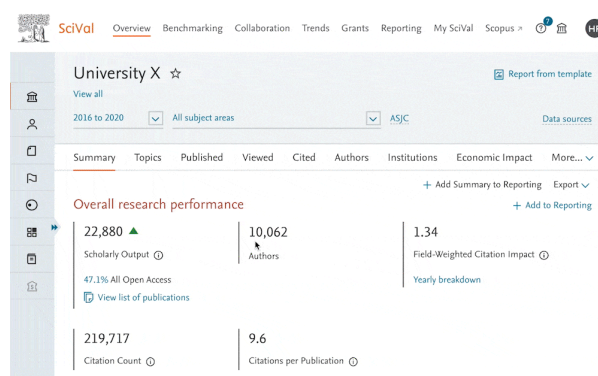 SciVal Overview Benchmarking Collaboration Trends Grants Reporting My SciVal Scopus ↗ ? 7 HR
University X ☆
Report from template
View all
2016 to 2020 All subject areas ASJC Data sources
Summary Topics Published Viewed Cited Authors Institutions Economic Impact More...
+ Add Summary to Reporting Export
Overall research performance + Add to Reporting
22,880 ▲ 10,062 1.34
Scholarly Output Authors Field-Weighted Citation Impact
47.1% All Open Access Yearly breakdown
View list of publications
219,717 9.6
Citation Count Citations per Publication